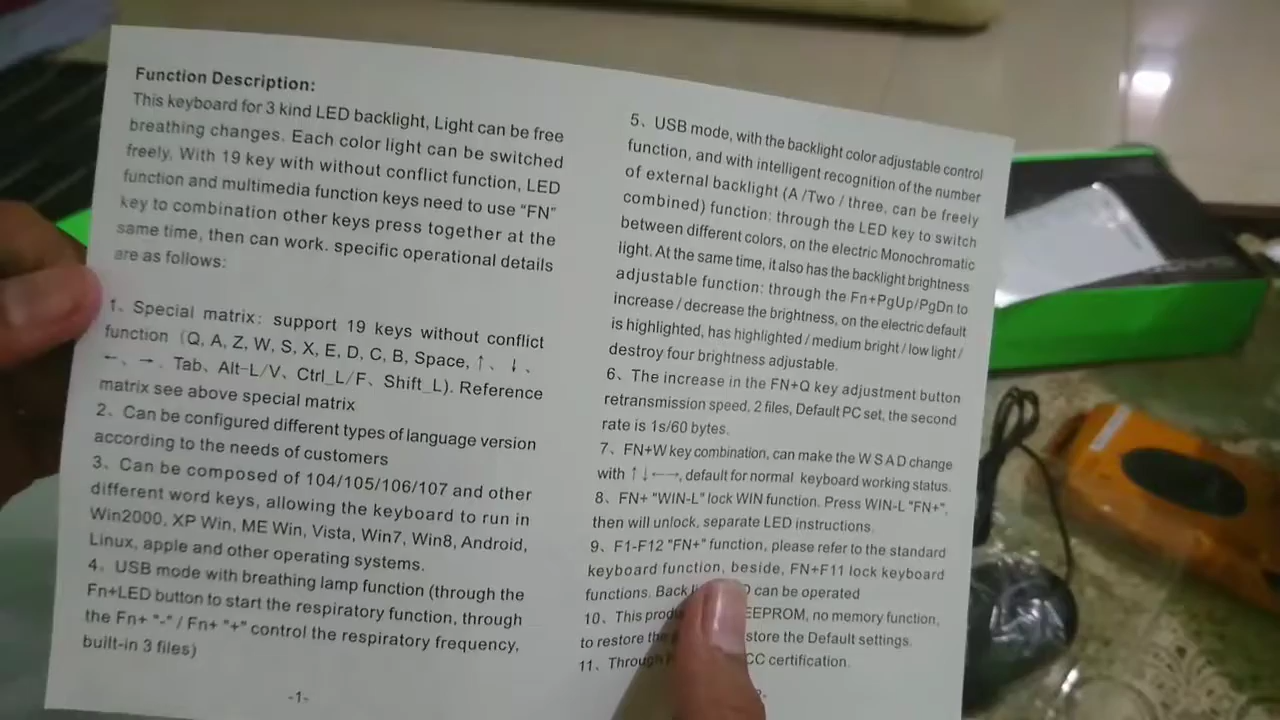 Function Description:
This keyboard for 3 kind LED backlight, Light can be free
breathing changes. Each color light can be switched
freely. With 19 key with without conflict function, LED
function and multimedia function keys need to use “FN”
key to combination other keys press together at the
same time, then can work. specific operational details
are as follows:
1、Special matrix: support 19 keys without conflict
function (Q, A, Z, W, S, X, E, D, C, B, Space, ↑、↓、
←、→、Tab、Alt-L/V、Ctrl_L/F、Shift_L). Reference
matrix see above special matrix
2、Can be configured different types of language version
according to the needs of customers
3、Can be composed of 104/105/106/107 and other
different word keys, allowing the keyboard to run in
Win2000, XP Win, ME Win, Vista, Win7, Win8, Android,
Linux, apple and other operating systems.
4、USB mode with breathing lamp function (through the
Fn+LED button to start the respiratory function, through
the Fn+ "-" / Fn+ "+" control the respiratory frequency,
built-in 3 files)
-1-
5、USB mode, with the backlight color adjustable control
function, and with intelligent recognition of the number
of external backlight (A /Two / three, can be freely
combined) function: through the LED key to switch
between different colors, on the electric Monochromatic
light. At the same time, it also has the backlight brightness
adjustable function: through the Fn+PgUp/PgDn to
increase / decrease the brightness, on the electric default
is highlighted, has highlighted / medium bright / low light /
destroy four brightness adjustable.
6、The increase in the FN+Q key adjustment button
retransmission speed, 2 files, Default PC set, the second
rate is 1s/60 bytes.
7、FN+W key combination, can make the W S A D change
with ↑↓←→, default for normal keyboard working status.
8、FN+ "WIN-L" lock WIN function. Press WIN-L "FN+",
then will unlock, separate LED instructions.
9、F1-F12 "FN+" function, please refer to the standard
keyboard function, beside, FN+F11 lock keyboard
functions. Back can be operated
10、This EEPROM, no memory function,
to restore the Default settings.
11、Through certification.